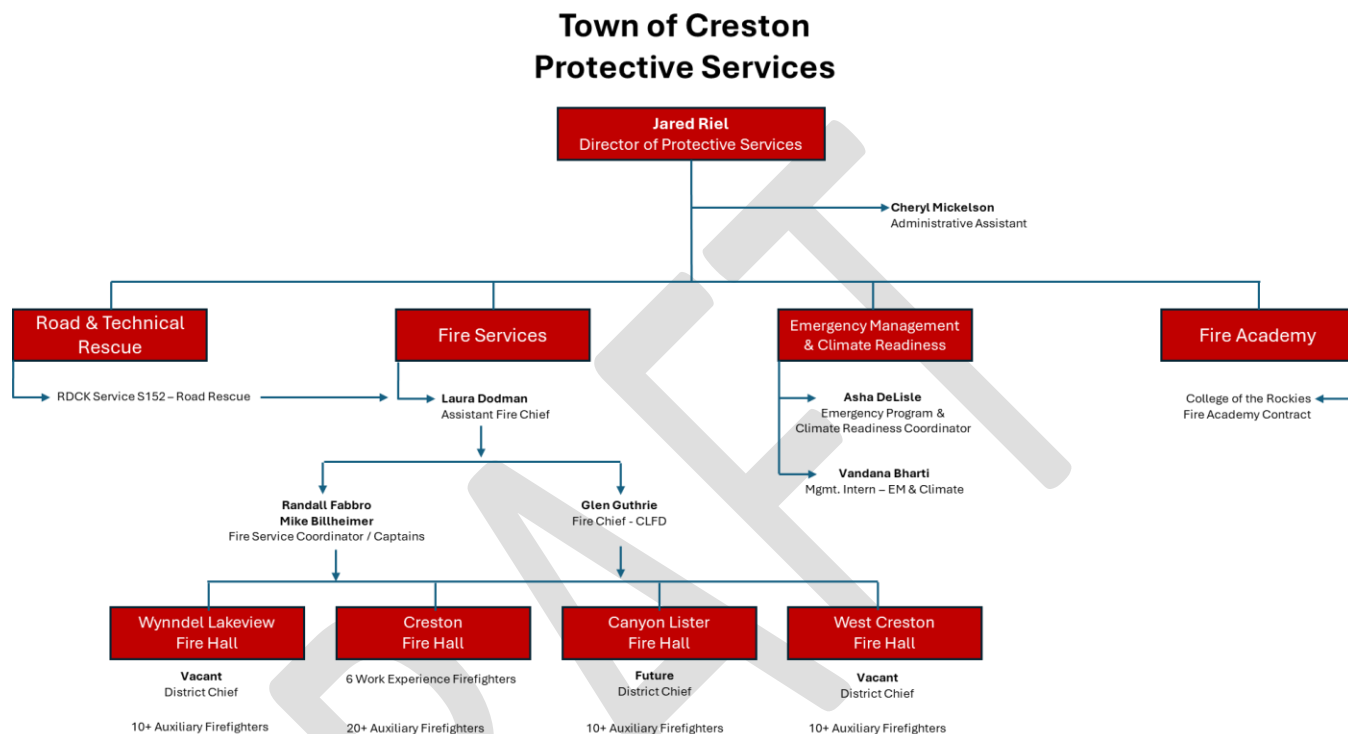 Town of Creston
Protective Services
Jared Riel
Director of Protective Services
Cheryl Mickelson
Administrative Assistant
Road & Technical
Rescue
Fire Services
Emergency Management
& Climate Readiness
Fire Academy
RDCK Service S152 – Road Rescue
Laura Dodman
Assistant Fire Chief
Asha DeLisle
Emergency Program &
Climate Readiness Coordinator
College of the Rockies
Fire Academy Contract
Vandana Bharti
Mgmt. Intern – EM & Climate
Randall Fabbro
Mike Billheimer
Fire Service Coordinator / Captains
Glen Guthrie
Fire Chief - CLFD
Wynndel Lakeview
Fire Hall
Creston
Fire Hall
Canyon Lister
Fire Hall
West Creston
Fire Hall
Vacant
District Chief
10+ Auxiliary Firefighters
6 Work Experience Firefighters
20+ Auxiliary Firefighters
Future
District Chief
10+ Auxiliary Firefighters
Vacant
District Chief
10+ Auxiliary Firefighters
DRAFT